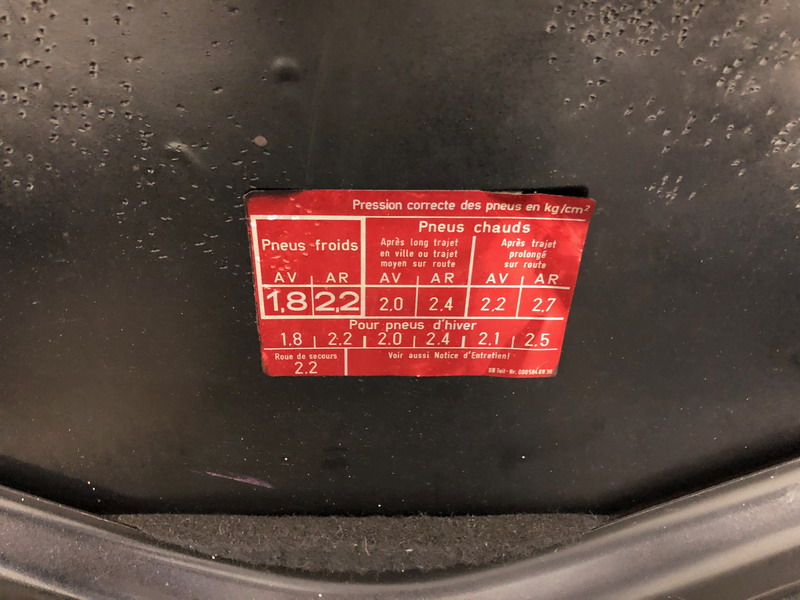 Pression correcte des pneus en kg/cm²
Pneus froids
Pneus chauds
Après long trajet
en ville ou trajet
moyen sur route
Après trajet
prolongé
sur route
AV AR AV AR AV AR
1,8 2,2 2,0 2,4 2,2 2,7
Pour pneus d'hiver
1.8 2.2 2.0 2.4 2.1 2.5
Roue de secours
2.2
Voir aussi Notice d'Entretien!
DB Teil-Nr.